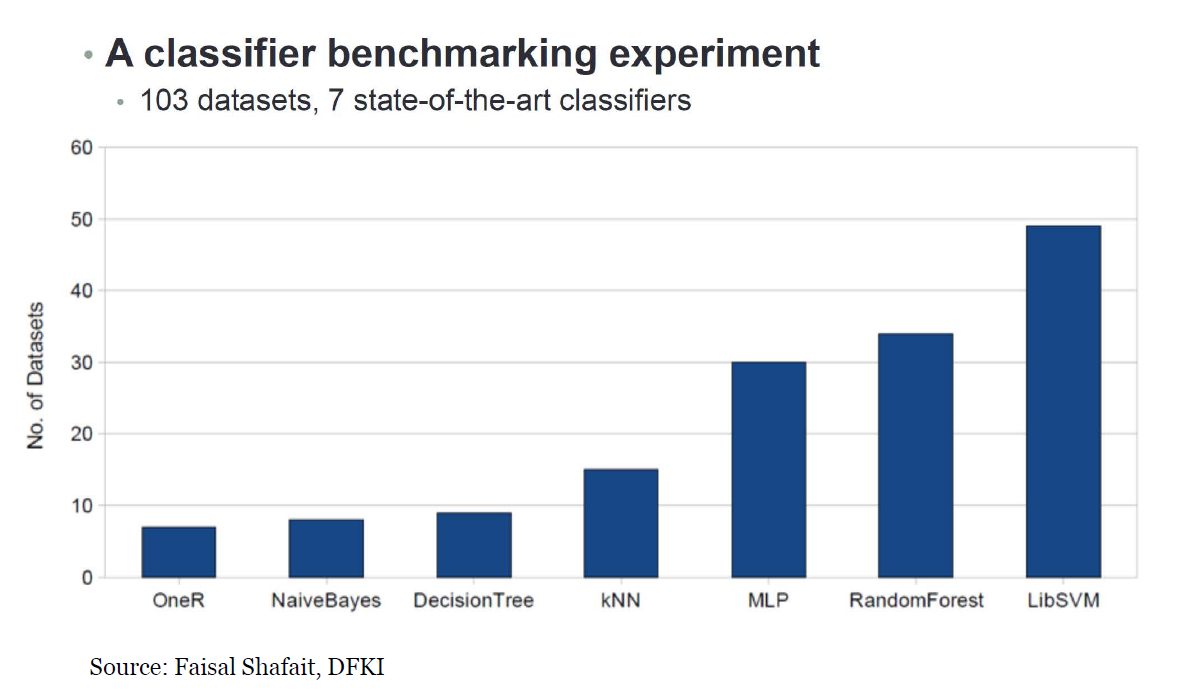 • A classifier benchmarking experiment
• 103 datasets, 7 state-of-the-art classifiers
60
50
40
30
20
10
0
No. of Datasets
OneR NaiveBayes DecisionTree kNN MLP RandomForest LibSVM
Source: Faisal Shafait, DFKI